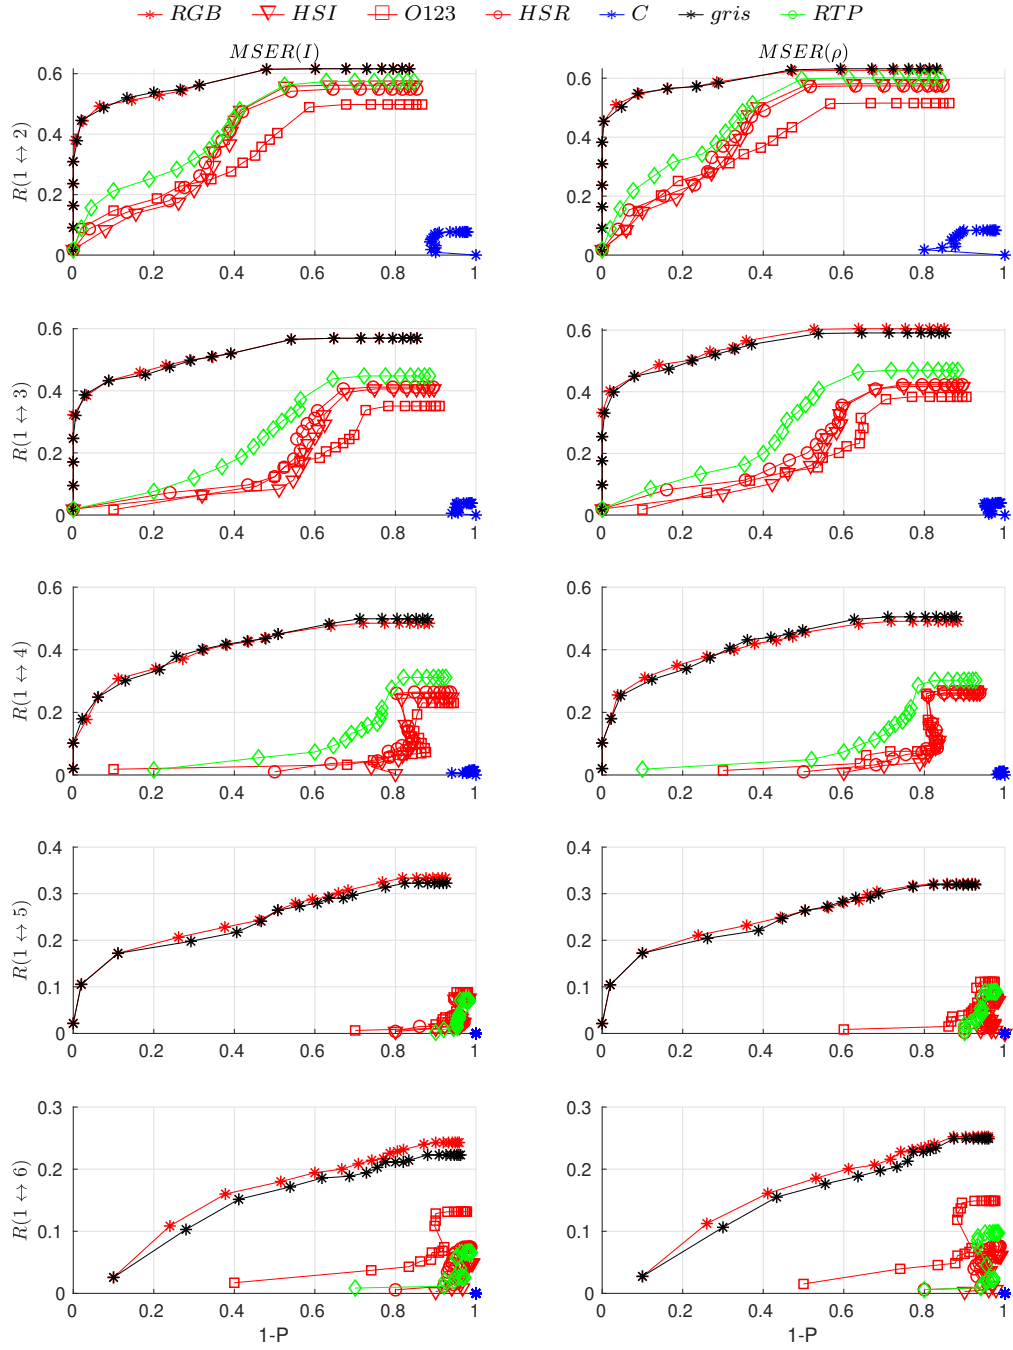 RGB HSI O123 HSR C gris RTP
MSER(I) MSER(ρ)
R(1 ↔ 2)
0.6 0.4 0.2 0
0 0.2 0.4 0.6 0.8 1
0.6 0.4 0.2 0
0 0.2 0.4 0.6 0.8 1
R(1 ↔ 3)
0.6 0.4 0.2 0
0 0.2 0.4 0.6 0.8 1
0.6 0.4 0.2 0
0 0.2 0.4 0.6 0.8 1
R(1 ↔ 4)
0.6 0.4 0.2 0
0 0.2 0.4 0.6 0.8 1
0.6 0.4 0.2 0
0 0.2 0.4 0.6 0.8 1
R(1 ↔ 5)
0.4 0.3 0.2 0.1 0
0 0.2 0.4 0.6 0.8 1
0.4 0.3 0.2 0.1 0
0 0.2 0.4 0.6 0.8 1
R(1 ↔ 6)
0.3 0.2 0.1 0
0 0.2 0.4 0.6 0.8 1
1-P
0.3 0.2 0.1 0
0 0.2 0.4 0.6 0.8 1
1-P